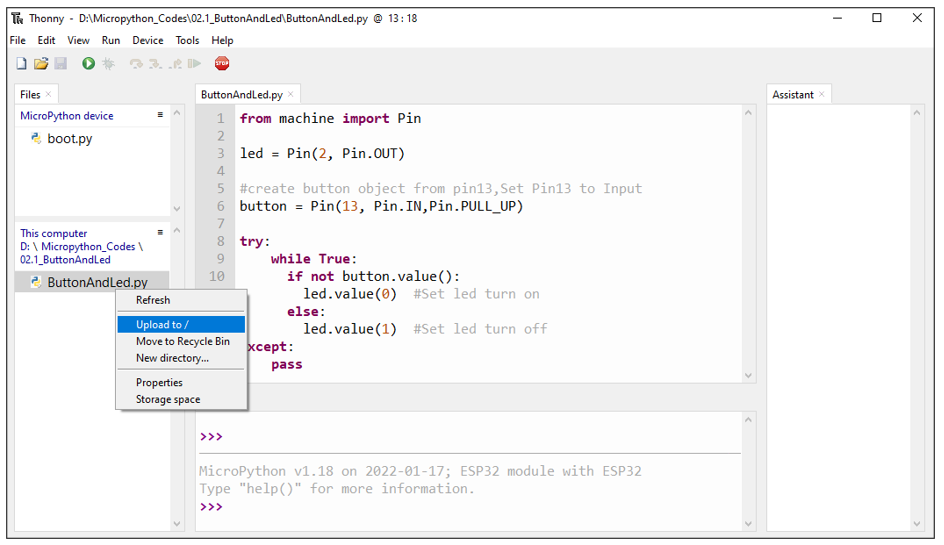 Thonny - D:\Micropython_Codes\02.1_ButtonAndLed\ButtonAndLed.py @ 13:18
File Edit View Run Device Tools Help
STOP
Files
MicroPython device
boot.py
This computer
D: \ Micropython_Codes \
02.1_ButtonAndLed
ButtonAndLed.py
Refresh
Upload to /
Move to Recycle Bin
New directory...
Properties
Storage space
ButtonAndLed.py
1 from machine import Pin
2
3 led = Pin(2, Pin.OUT)
4
5 #create button object from pin13,Set Pin13 to Input
6 button = Pin(13, Pin.IN,Pin.PULL_UP)
7
8 try:
9     while True:
10       if not button.value():
        led.value(0)  #Set led turn on
      else:
        led.value(1)  #Set led turn off
xcept:
    pass
>>>
MicroPython v1.18 on 2022-01-17; ESP32 module with ESP32
Type "help()" for more information.
>>>
Assistant